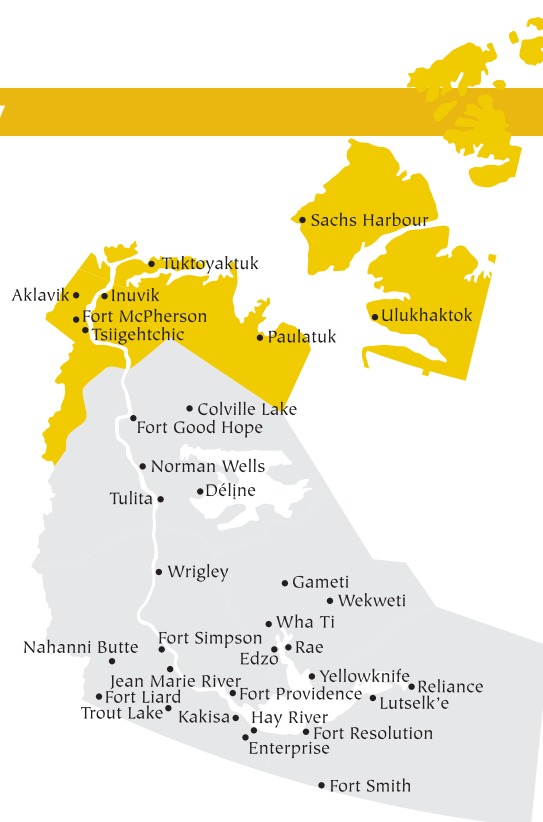 Sachs Harbour
Tuktoyaktuk
Aklavik
Inuvik
Fort McPherson
Ulukhaktok
Tsiigehtchic
Paulatuk
Colville Lake
Fort Good Hope
Norman Wells
Délįne
Tulita
Wrigley
Gameti
Wekweti
Wha Ti
Fort Simpson
Nahanni Butte
Rae
Edzo
Yellowknife
Jean Marie River
Reliance
Fort Providence
Fort Liard
Lutselk'e
Trout Lake
Kakisa
Hay River
Fort Resolution
Enterprise
Fort Smith